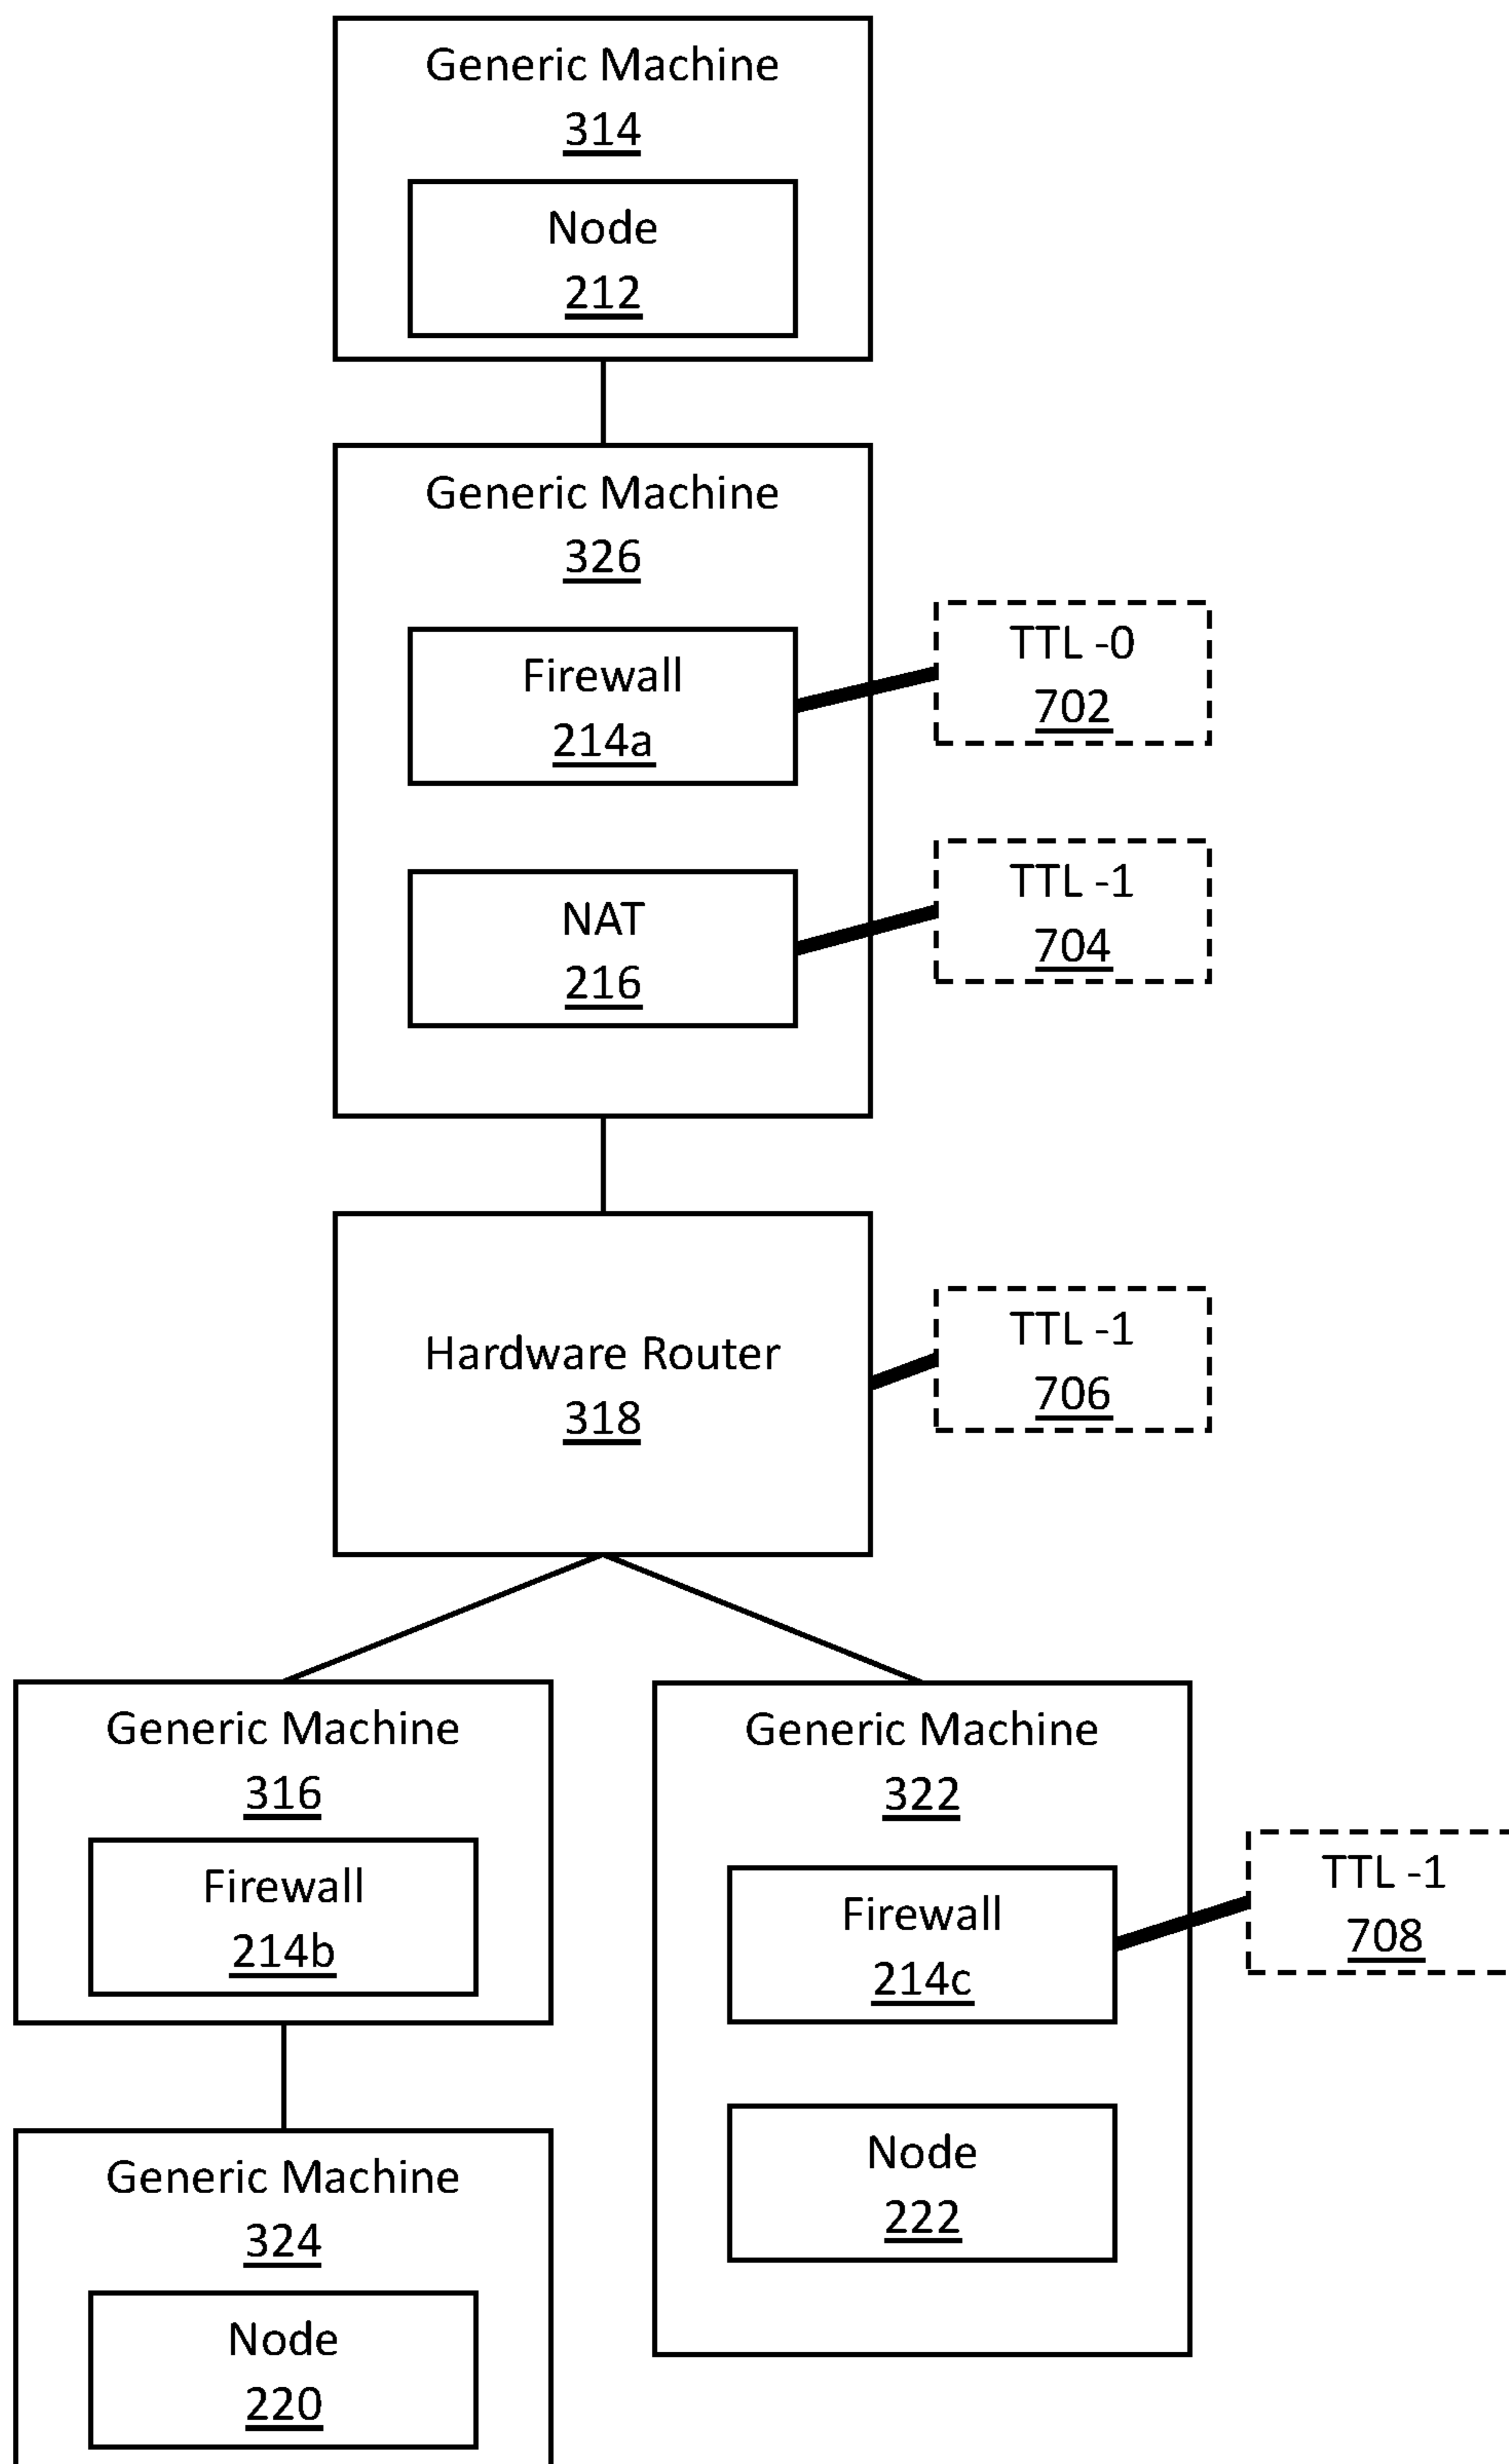 Generic Machine
314
Node
212
Generic Machine
326
Firewall
214a
TTL -0
702
NAT
216
TTL -1
704
Hardware Router
318
TTL -1
706
Generic Machine
316
Firewall
214b
Generic Machine
324
Node
220
Generic Machine
322
Firewall
214c
TTL -1
708
Node
222